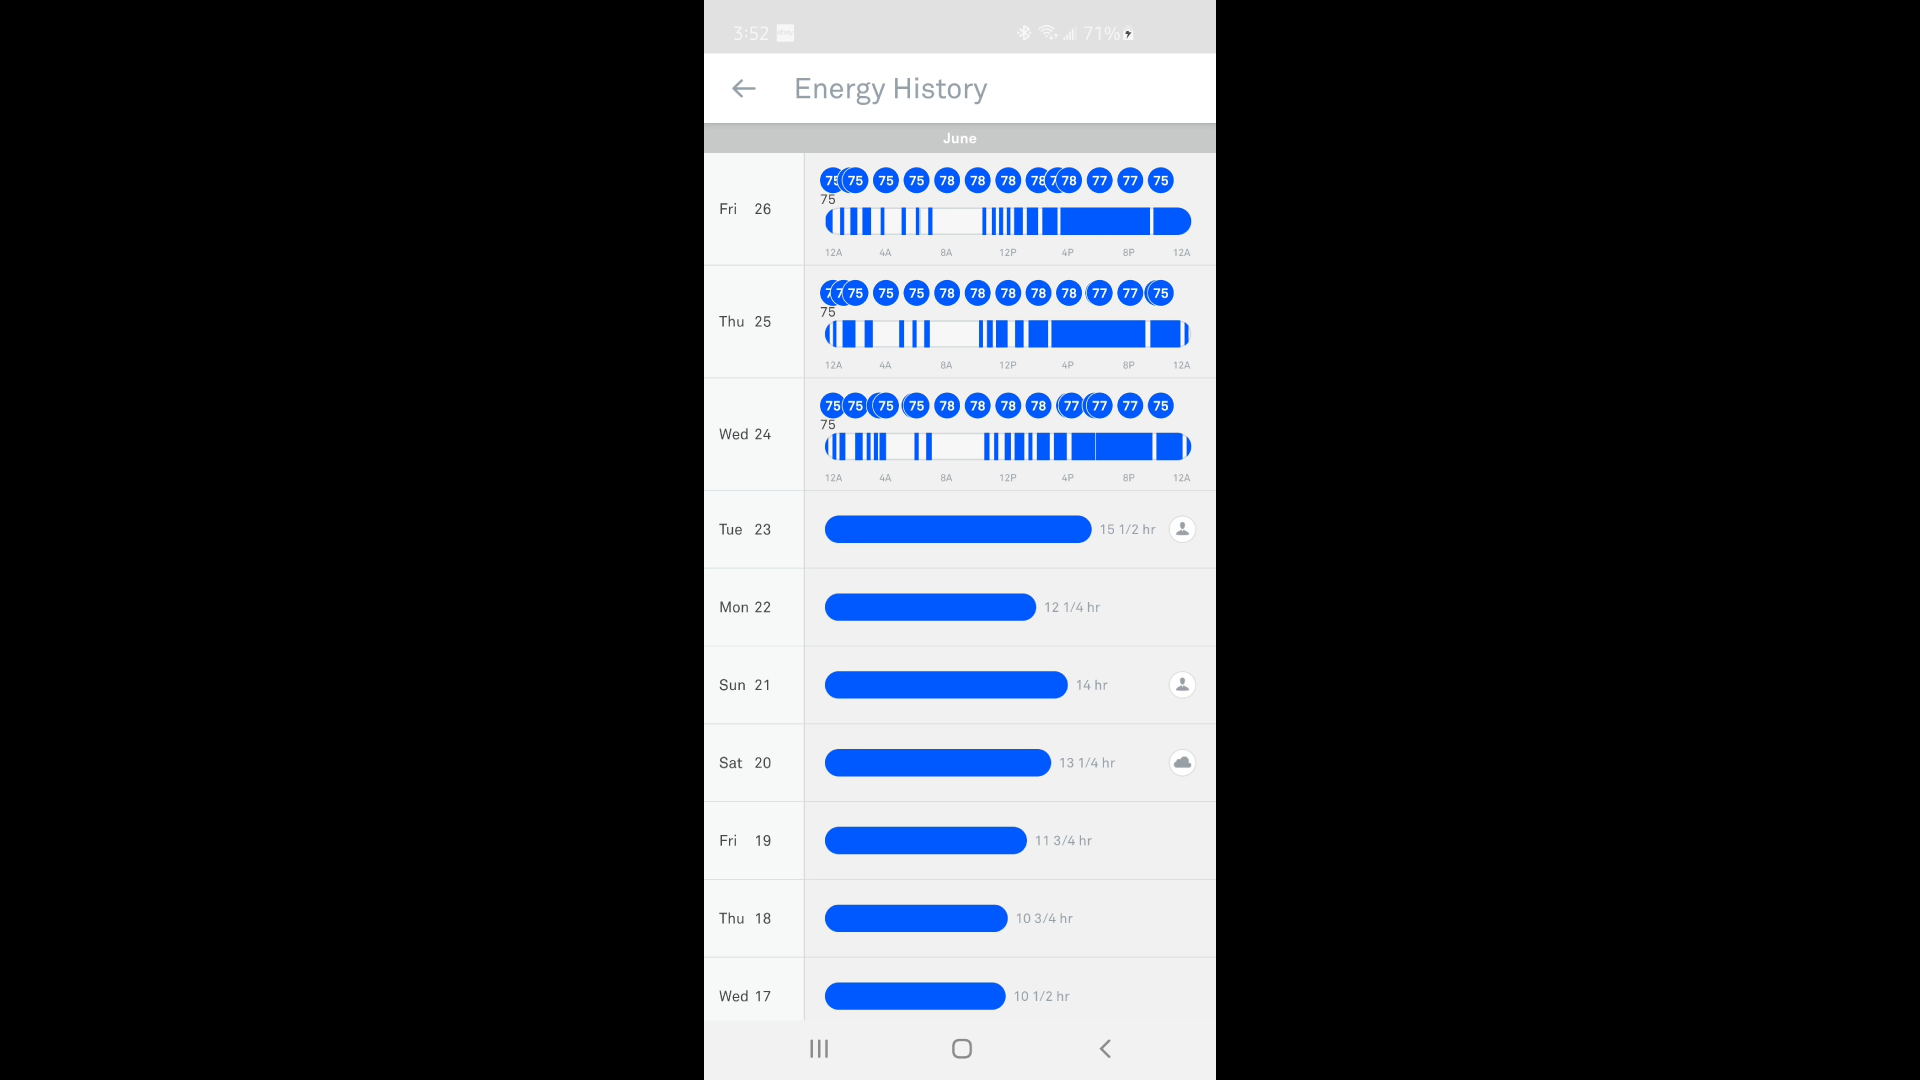 3:52 71%
Energy History
June
Fri 26
75 75 75 75 78 78 78 78 78 77 77 75
75
12A 4A 8A 12P 4P 8P 12A
Thu 25
75 75 75 78 78 78 78 78 77 77 75
75
12A 4A 8A 12P 4P 8P 12A
Wed 24
75 75 75 75 78 78 78 78 77 77 77 75
75
12A 4A 8A 12P 4P 8P 12A
Tue 23 15 1/2 hr
Mon 22 12 1/4 hr
Sun 21 14 hr
Sat 20 13 1/4 hr
Fri 19 11 3/4 hr
Thu 18 10 3/4 hr
Wed 17 10 1/2 hr